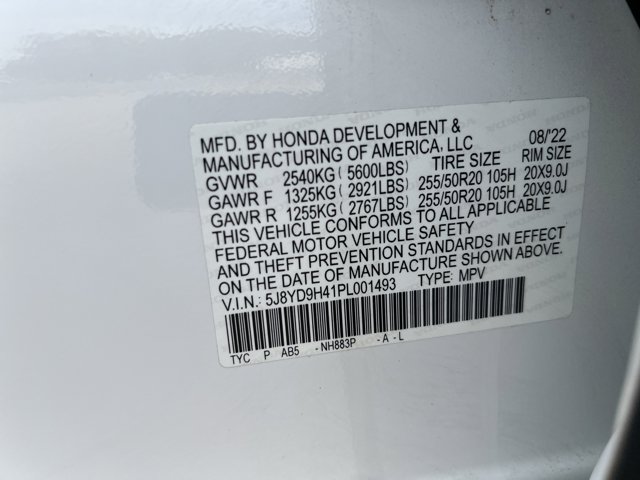 MFD. BY HONDA DEVELOPMENT & 08/'22
MANUFACTURING OF AMERICA, LLC
TIRE SIZE RIM SIZE
GVWR 2540KG ( 5600LBS)
GAWR F 1325KG ( 2921LBS) 255/50R20 105H 20X9.0J
GAWR R 1255KG ( 2767LBS) 255/50R20 105H 20X9.0J
THIS VEHICLE CONFORMS TO ALL APPLICABLE
FEDERAL MOTOR VEHICLE SAFETY
AND THEFT PREVENTION STANDARDS IN EFFECT
ON THE DATE OF MANUFACTURE SHOWN ABOVE.
V.I.N.: 5J8YD9H41PL001493 TYPE: MPV
TYC P AB5 -NH883P -A-L